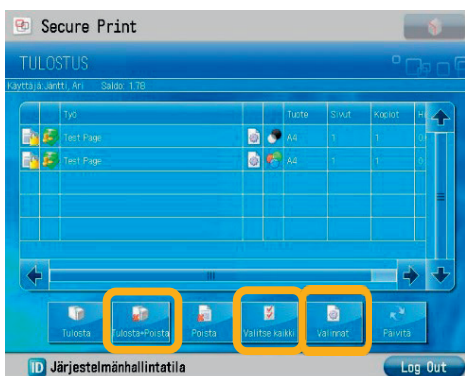 Secure Print
TULOSTUS
Käyttäjä:Jäntti, Ari Saldo: 1.78
Työ Tuote Sivut Kopiot
Test Page A4 1 1
Test Page A4 1 1
Tulosta Tulosta+Poista Poista Valitse kaikki Valinnat Päivitä
ID Järjestelmänhallintatila Log Out